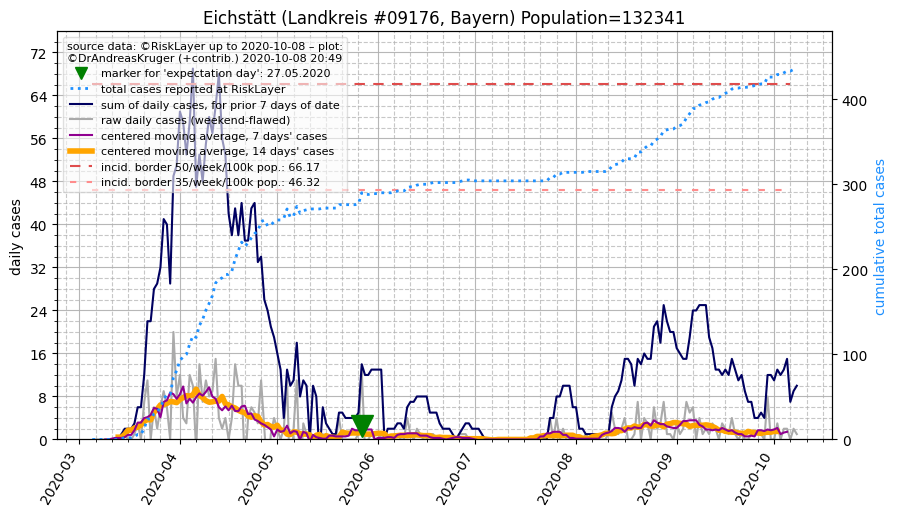 Eichstätt (Landkreis #09176, Bayern) Population=132341
source data: ©RiskLayer up to 2020-10-08 – plot:
©DrAndreasKruger (+contrib.) 2020-10-08 20:49
marker for 'expectation day': 27.05.2020
total cases reported at RiskLayer
sum of daily cases, for prior 7 days of date
raw daily cases (weekend-flawed)
centered moving average, 7 days' cases
centered moving average, 14 days' cases
incid. border 50/week/100k pop.: 66.17
incid. border 35/week/100k pop.: 46.32
daily cases
72
64
56
48
40
32
24
16
8
0
cumulative total cases
400
300
200
100
0
2020-03
2020-04
2020-05
2020-06
2020-07
2020-08
2020-09
2020-10